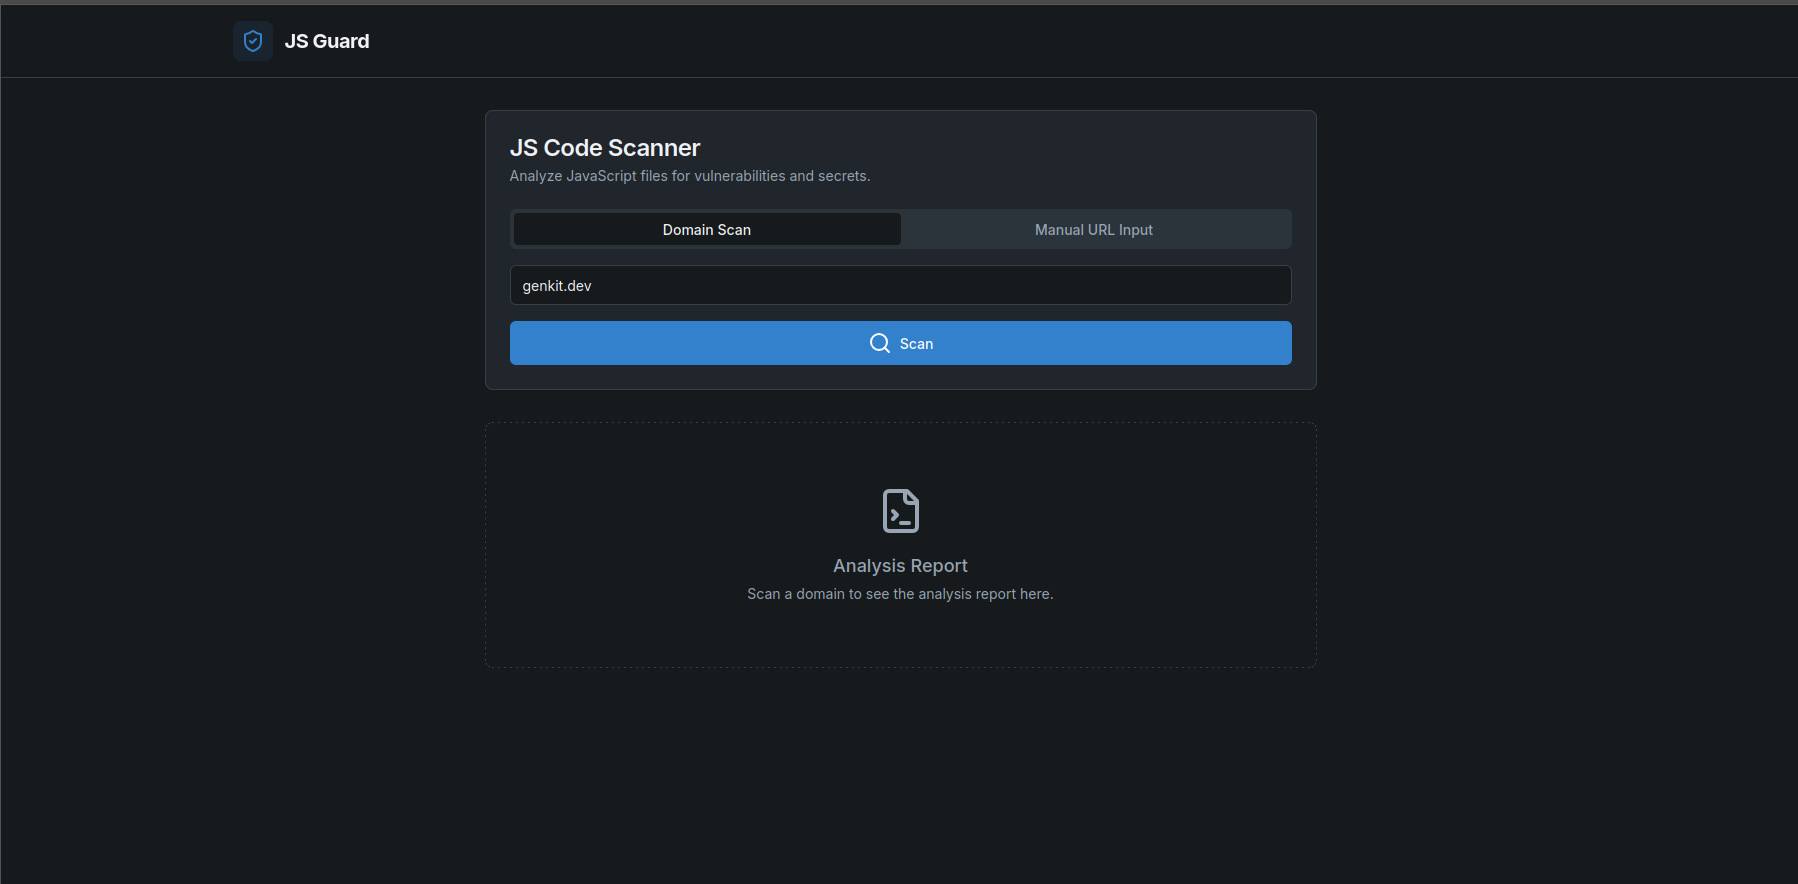 JS Guard
JS Code Scanner
Analyze JavaScript files for vulnerabilities and secrets.
Domain Scan
Manual URL Input
genkit.dev
Scan
Analysis Report
Scan a domain to see the analysis report here.